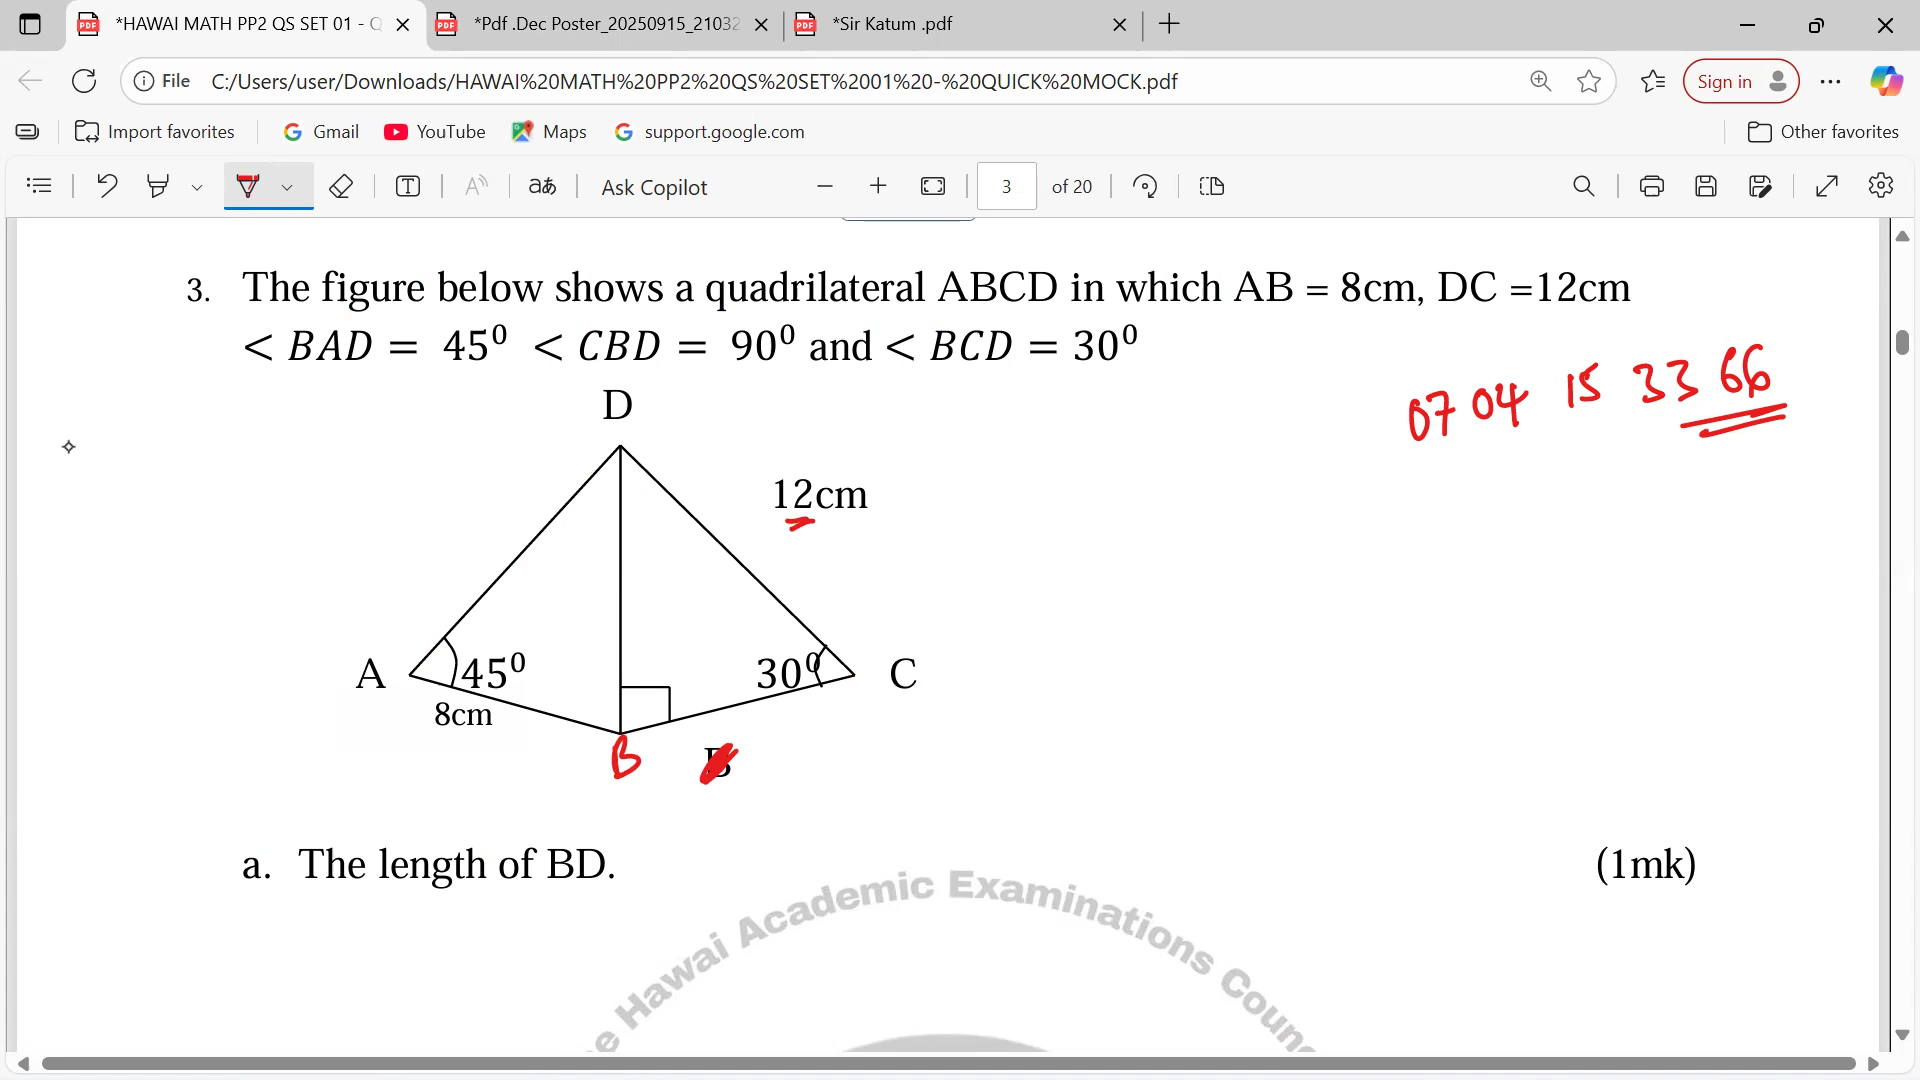 *HAWAI MATH PP2 QS SET 01 - Q
*Pdf .Dec Poster_20250915_21032
*Sir Katum .pdf
File C:/Users/user/Downloads/HAWAI%20MATH%20PP2%20QS%20SET%2001%20-%20QUICK%20MOCK.pdf
Sign in
Import favorites Gmail YouTube Maps support.google.com Other favorites
aあ Ask Copilot 3 of 20
3. The figure below shows a quadrilateral ABCD in which AB = 8cm, DC =12cm
< BAD = 45⁰ < CBD = 90⁰ and < BCD = 30⁰
07 04 15 33 66
D
12cm
A 45⁰ 30⁰ C
8cm
B B
a. The length of BD. (1mk)
e Hawai Academic Examinations Coun